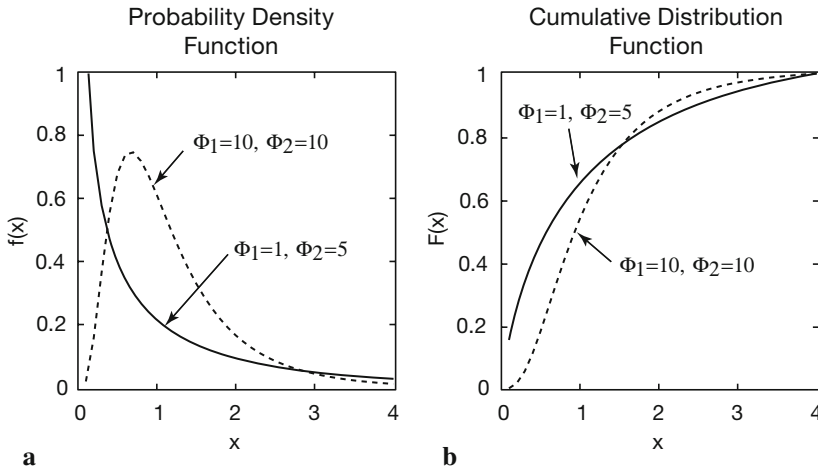 Probability Density
Function
1
0.8
0.6
0.4
0.2
0
f(x)
Φ1=10, Φ2=10
Φ1=1, Φ2=5
0 1 2 3 4
x
a
Cumulative Distribution
Function
1
0.8
0.6
0.4
0.2
0
F(x)
Φ1=1, Φ2=5
Φ1=10, Φ2=10
0 1 2 3 4
x
b